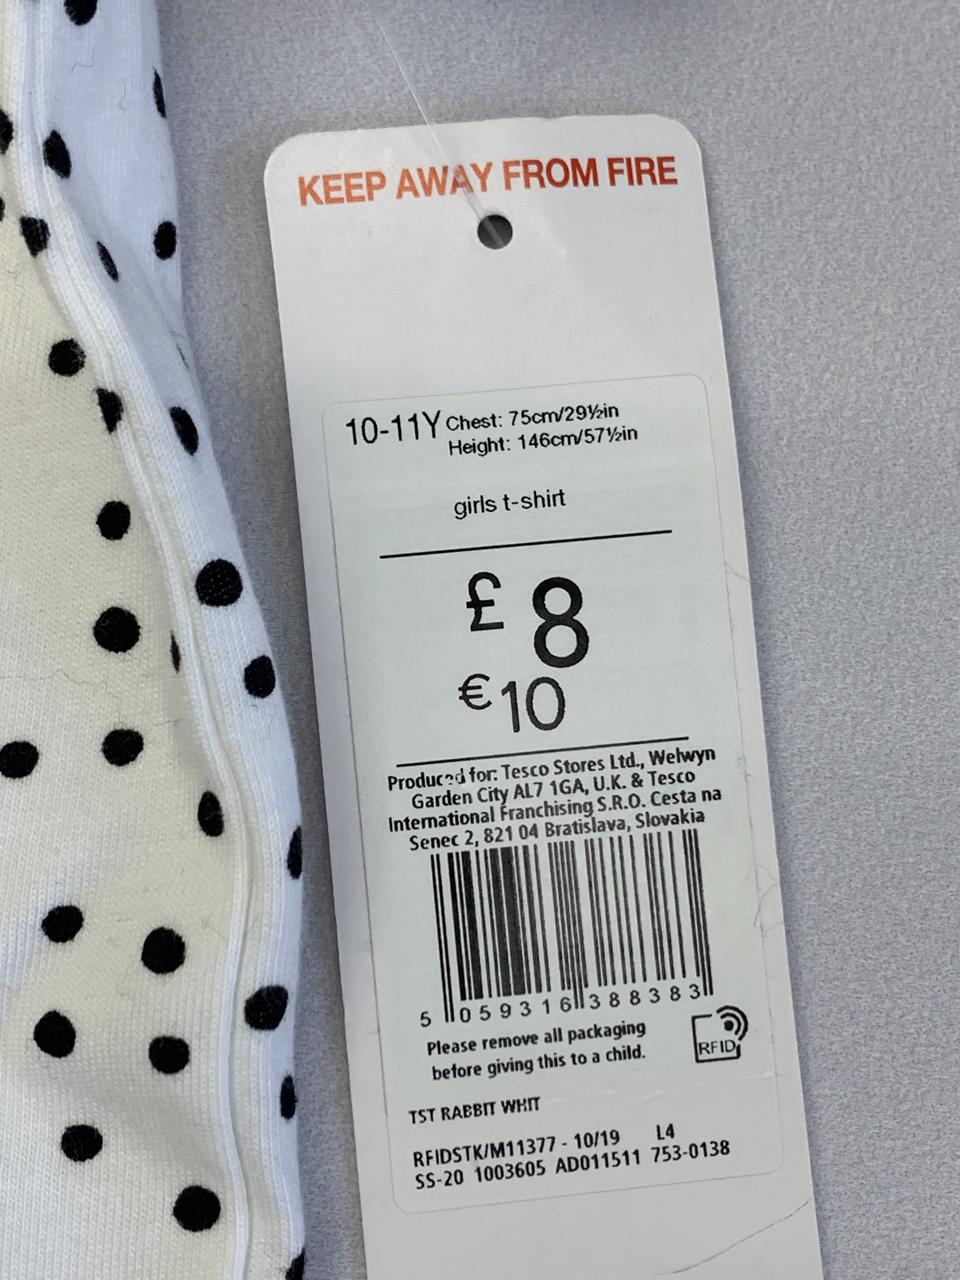 KEEP AWAY FROM FIRE
10-11Y Chest: 75cm/29½in
Height: 146cm/57½in
girls t-shirt
£ 8
€10
Produced for: Tesco Stores Ltd., Welwyn
Garden City AL7 1GA, U.K. & Tesco
International Franchising S.R.O. Cesta na
Senec 2, 821 04 Bratislava, Slovakia
5 059316 388383
Please remove all packaging
before giving this to a child.
RFID
TST RABBIT WHIT
RFIDSTK/M11377 - 10/19 L4
SS-20 1003605 AD011511 753-0138